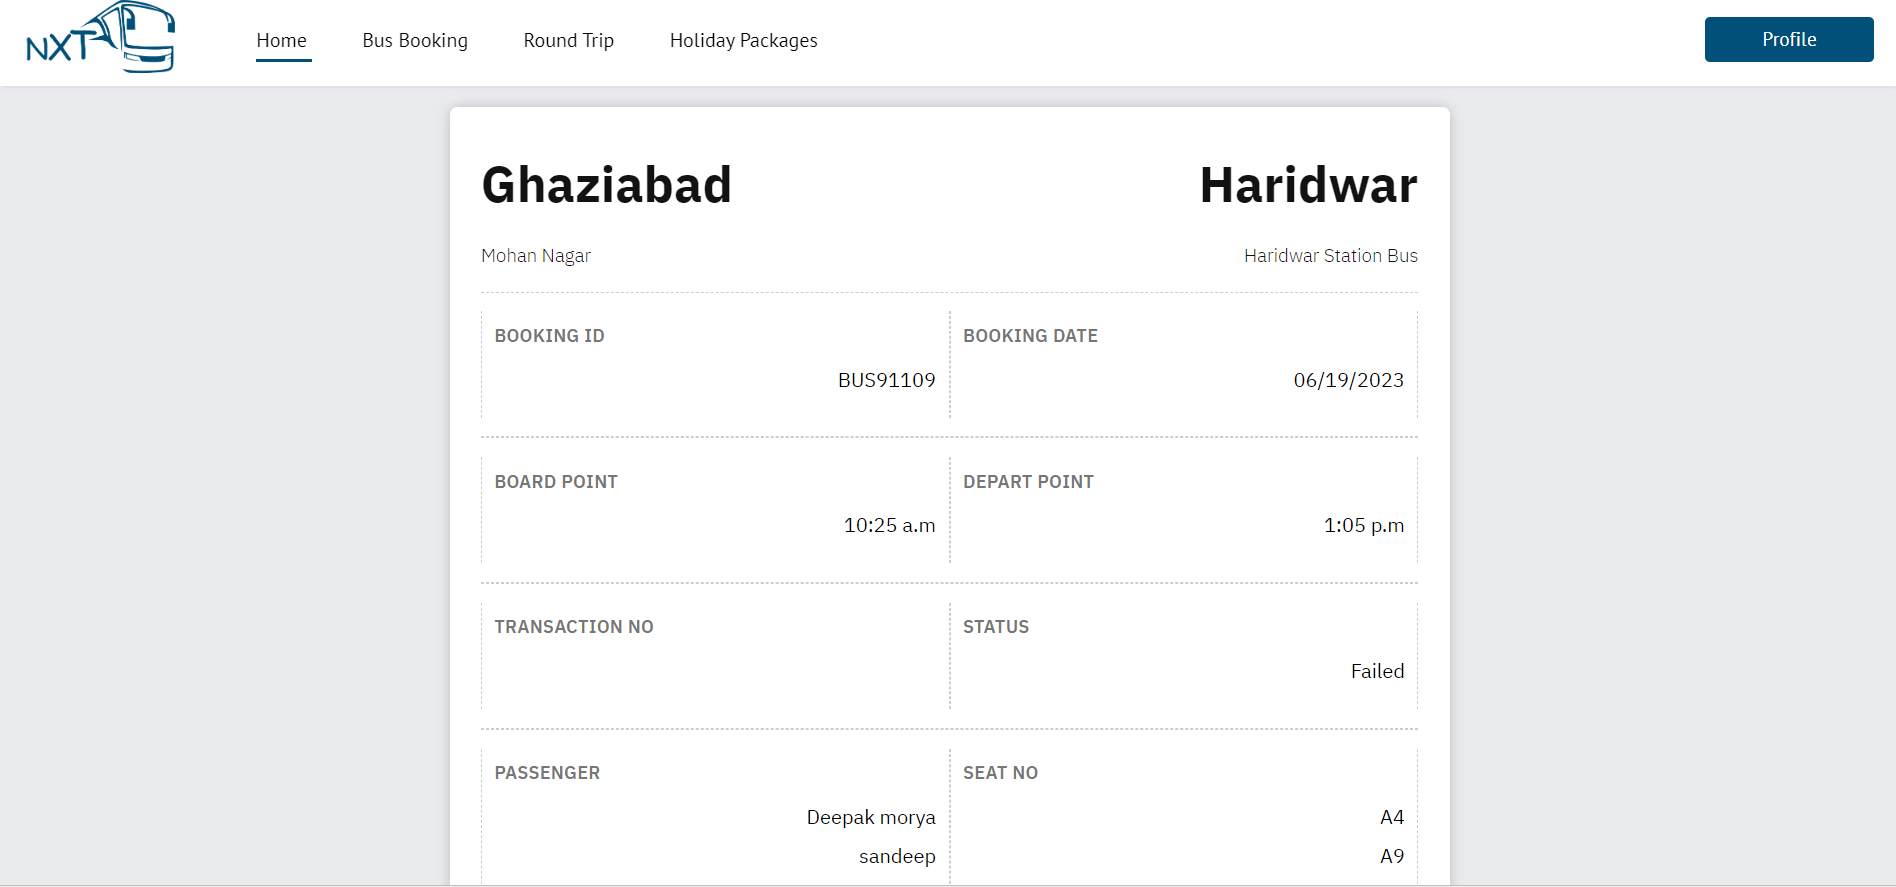 NXT
Home Bus Booking Round Trip Holiday Packages Profile
Ghaziabad Haridwar
Mohan Nagar Haridwar Station Bus
BOOKING ID BOOKING DATE
BUS91109 06/19/2023
BOARD POINT DEPART POINT
10:25 a.m 1:05 p.m
TRANSACTION NO STATUS
Failed
PASSENGER SEAT NO
Deepak morya A4
sandeep A9